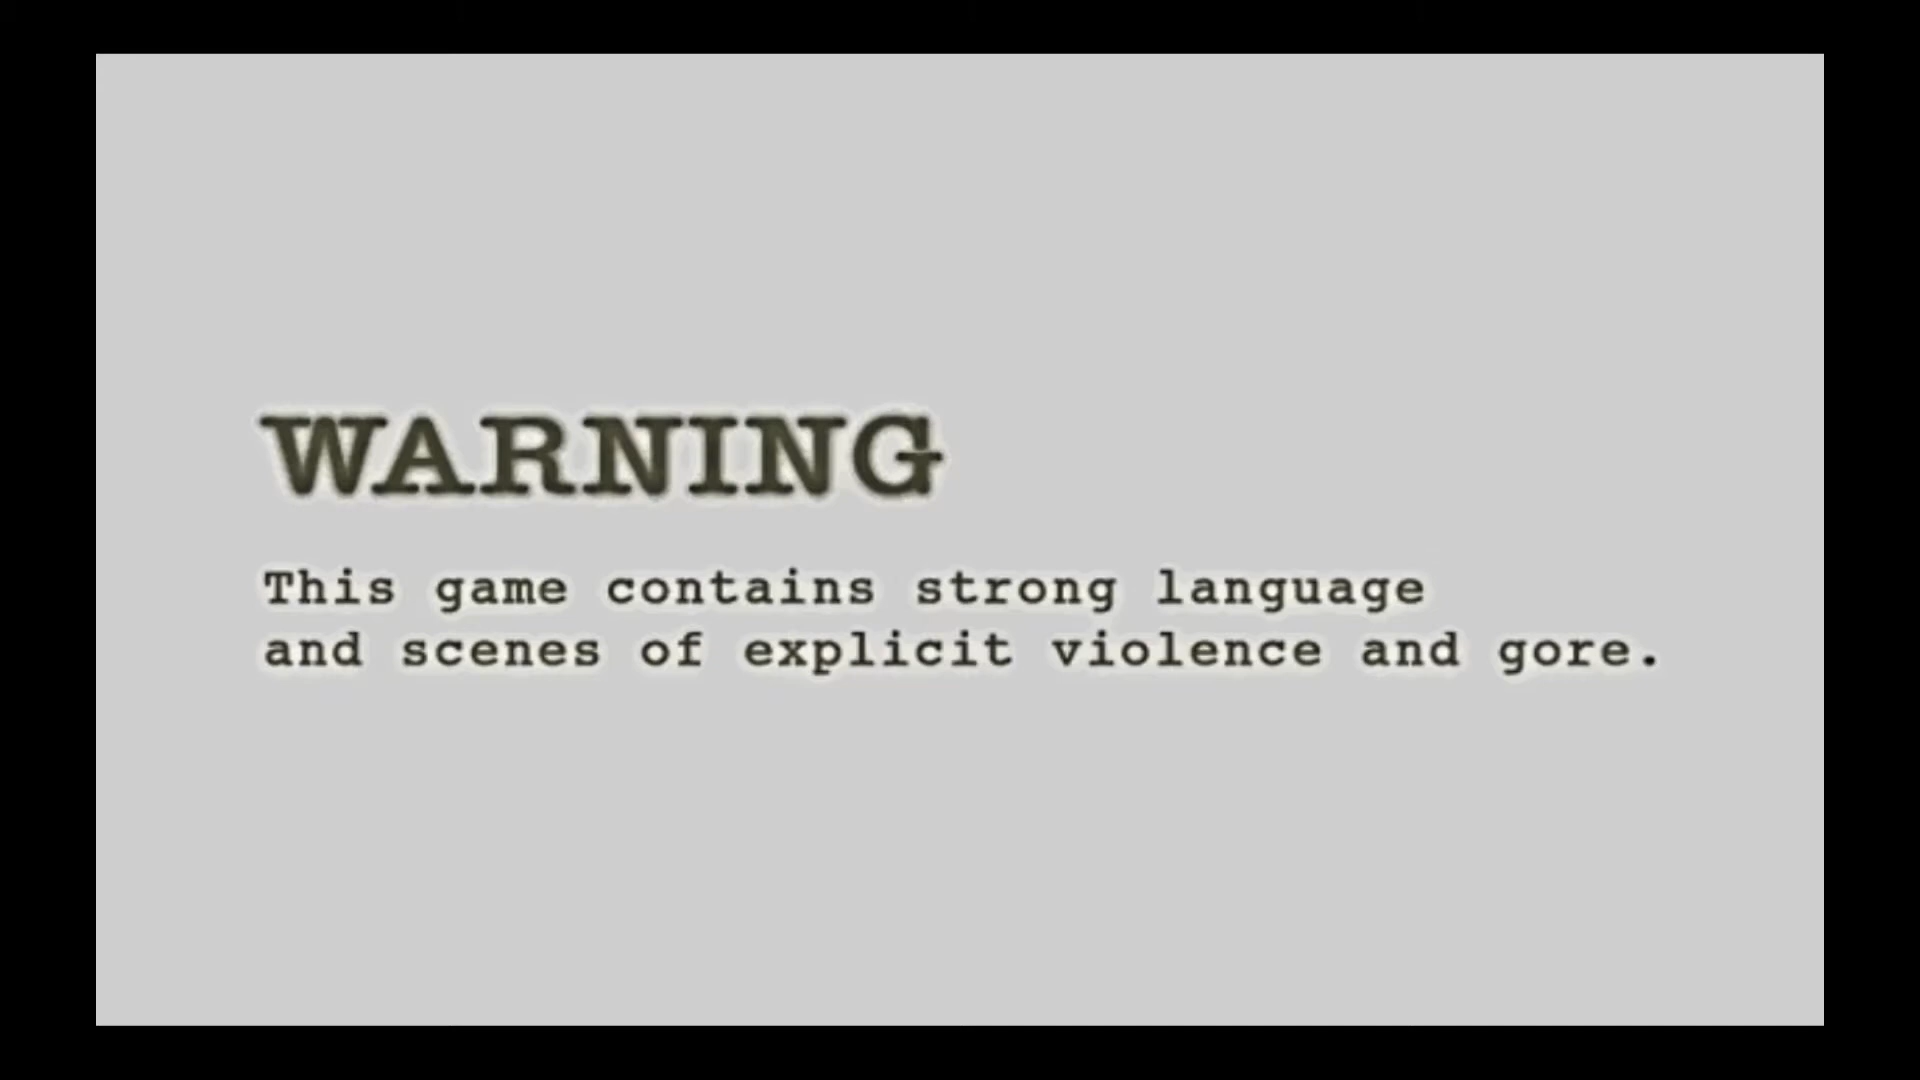 WARNING
This game contains strong language
and scenes of explicit violence and gore.